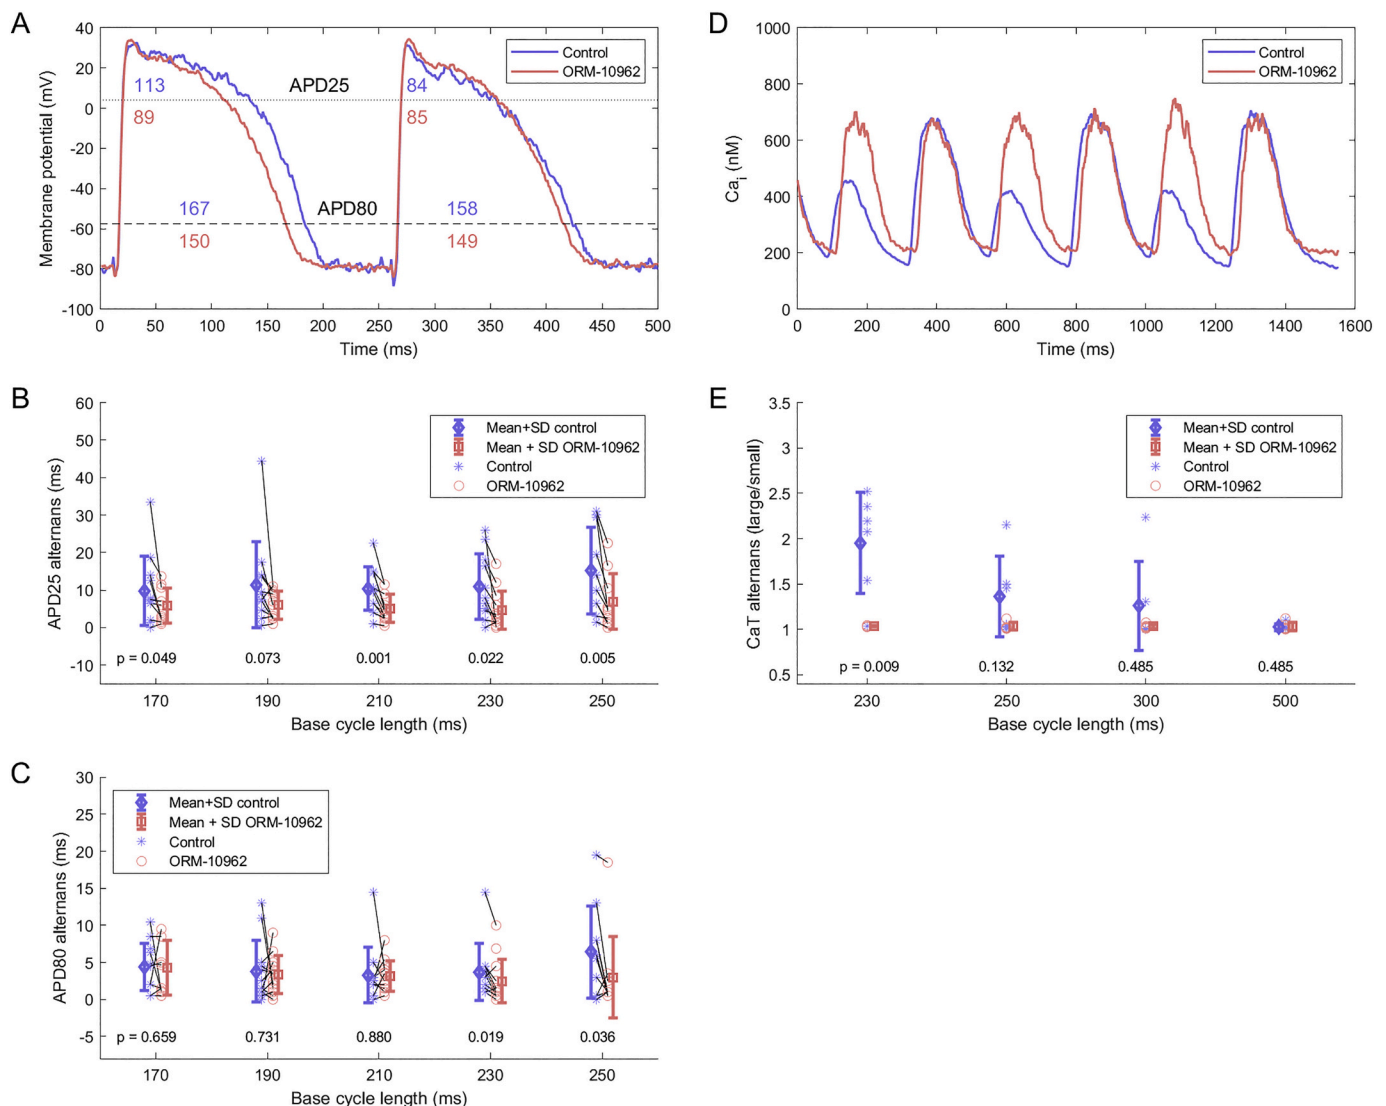 A
40
20
0
-20
-40
-60
-80
-100
Membrane potential (mV)
Control
ORM-10962
113
APD25
84
89
85
167
APD80
158
150
149
0 50 100 150 200 250 300 350 400 450 500
Time (ms)
D
1000
800
600
400
200
0
Cai (nM)
Control
ORM-10962
0 200 400 600 800 1000 1200 1400 1600
Time (ms)
B
60
50
40
30
20
10
0
-10
APD25 alternans (ms)
Mean+SD control
Mean + SD ORM-10962
Control
ORM-10962
p = 0.049 0.073 0.001 0.022 0.005
170 190 210 230 250
Base cycle length (ms)
E
3.5
3
2.5
2
1.5
1
0.5
CaT alternans (large/small)
Mean+SD control
Mean + SD ORM-10962
Control
ORM-10962
p = 0.009 0.132 0.485 0.485
230 250 300 500
Base cycle length (ms)
C
30
25
20
15
10
5
0
-5
APD80 alternans (ms)
Mean+SD control
Mean + SD ORM-10962
Control
ORM-10962
p = 0.659 0.731 0.880 0.019 0.036
170 190 210 230 250
Base cycle length (ms)